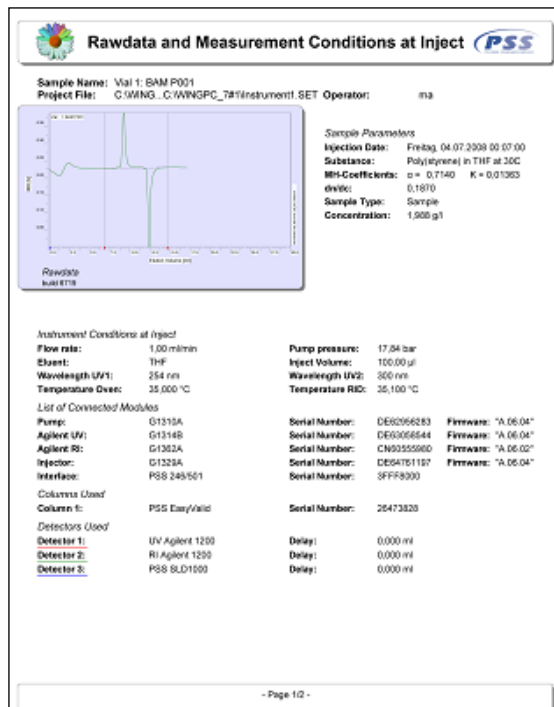 Rawdata and Measurement Conditions at Inject PSS
Sample Name: Vial 1: BAM P001
Project File: C:\WING...C:\WINGPC_7#1\Instrument1.SET Operator: ma
Sample Parameters
Injection Date: Freitag, 04.07.2008 00:07:00
Substance: Poly(styrene) in THF at 30C
MH-Coefficients: α = 0,7140 K = 0,01363
dn/dc: 0,1870
Sample Type: Sample
Concentration: 1,988 g/l
Rawdata
build 6719
Instrument Conditions at Inject
Flow rate: 1,00 ml/min Pump pressure: 17,84 bar
Eluent: THF Inject Volume: 100,00 µl
Wavelength UV1: 254 nm Wavelength UV2: 300 nm
Temperature Oven: 35,000 °C Temperature RID: 35,100 °C
List of Connected Modules
Pump: G1310A Serial Number: DE62956283 Firmware: "A.06.04"
Agilent UV: G1314B Serial Number: DE63058544 Firmware: "A.06.04"
Agilent RI: G1362A Serial Number: CN60555980 Firmware: "A.06.02"
Injector: G1329A Serial Number: DE64761197 Firmware: "A.06.04"
Interface: PSS 246/501 Serial Number: 3FFF8000
Columns Used
Column 1: PSS EasyValid Serial Number: 26473828
Detectors Used
Detector 1: UV Agilent 1200 Delay: 0,000 ml
Detector 2: RI Agilent 1200 Delay: 0,000 ml
Detector 3: PSS SLD1000 Delay: 0,000 ml
- Page 1/2 -